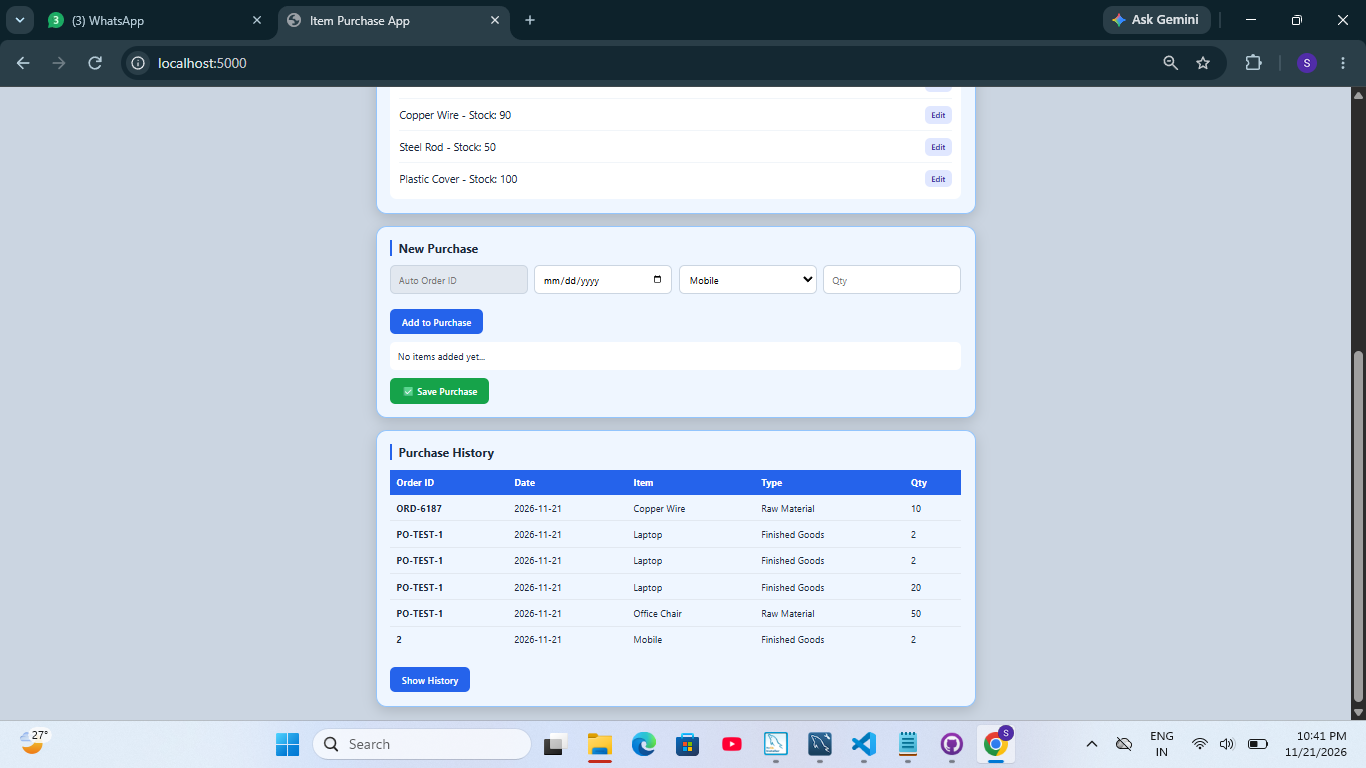 3 (3) WhatsApp
Item Purchase App
Ask Gemini
localhost:5000
S
Copper Wire - Stock: 90 Edit
Steel Rod - Stock: 50 Edit
Plastic Cover - Stock: 100 Edit
New Purchase
Auto Order ID mm/dd/yyyy Mobile Qty
Add to Purchase
No items added yet...
✅ Save Purchase
Purchase History
Order ID Date Item Type Qty
ORD-6187 2026-11-21 Copper Wire Raw Material 10
PO-TEST-1 2026-11-21 Laptop Finished Goods 2
PO-TEST-1 2026-11-21 Laptop Finished Goods 2
PO-TEST-1 2026-11-21 Laptop Finished Goods 20
PO-TEST-1 2026-11-21 Office Chair Raw Material 50
2 2026-11-21 Mobile Finished Goods 2
Show History
27°
Search
S
ENG
IN
10:41 PM
11/21/2026